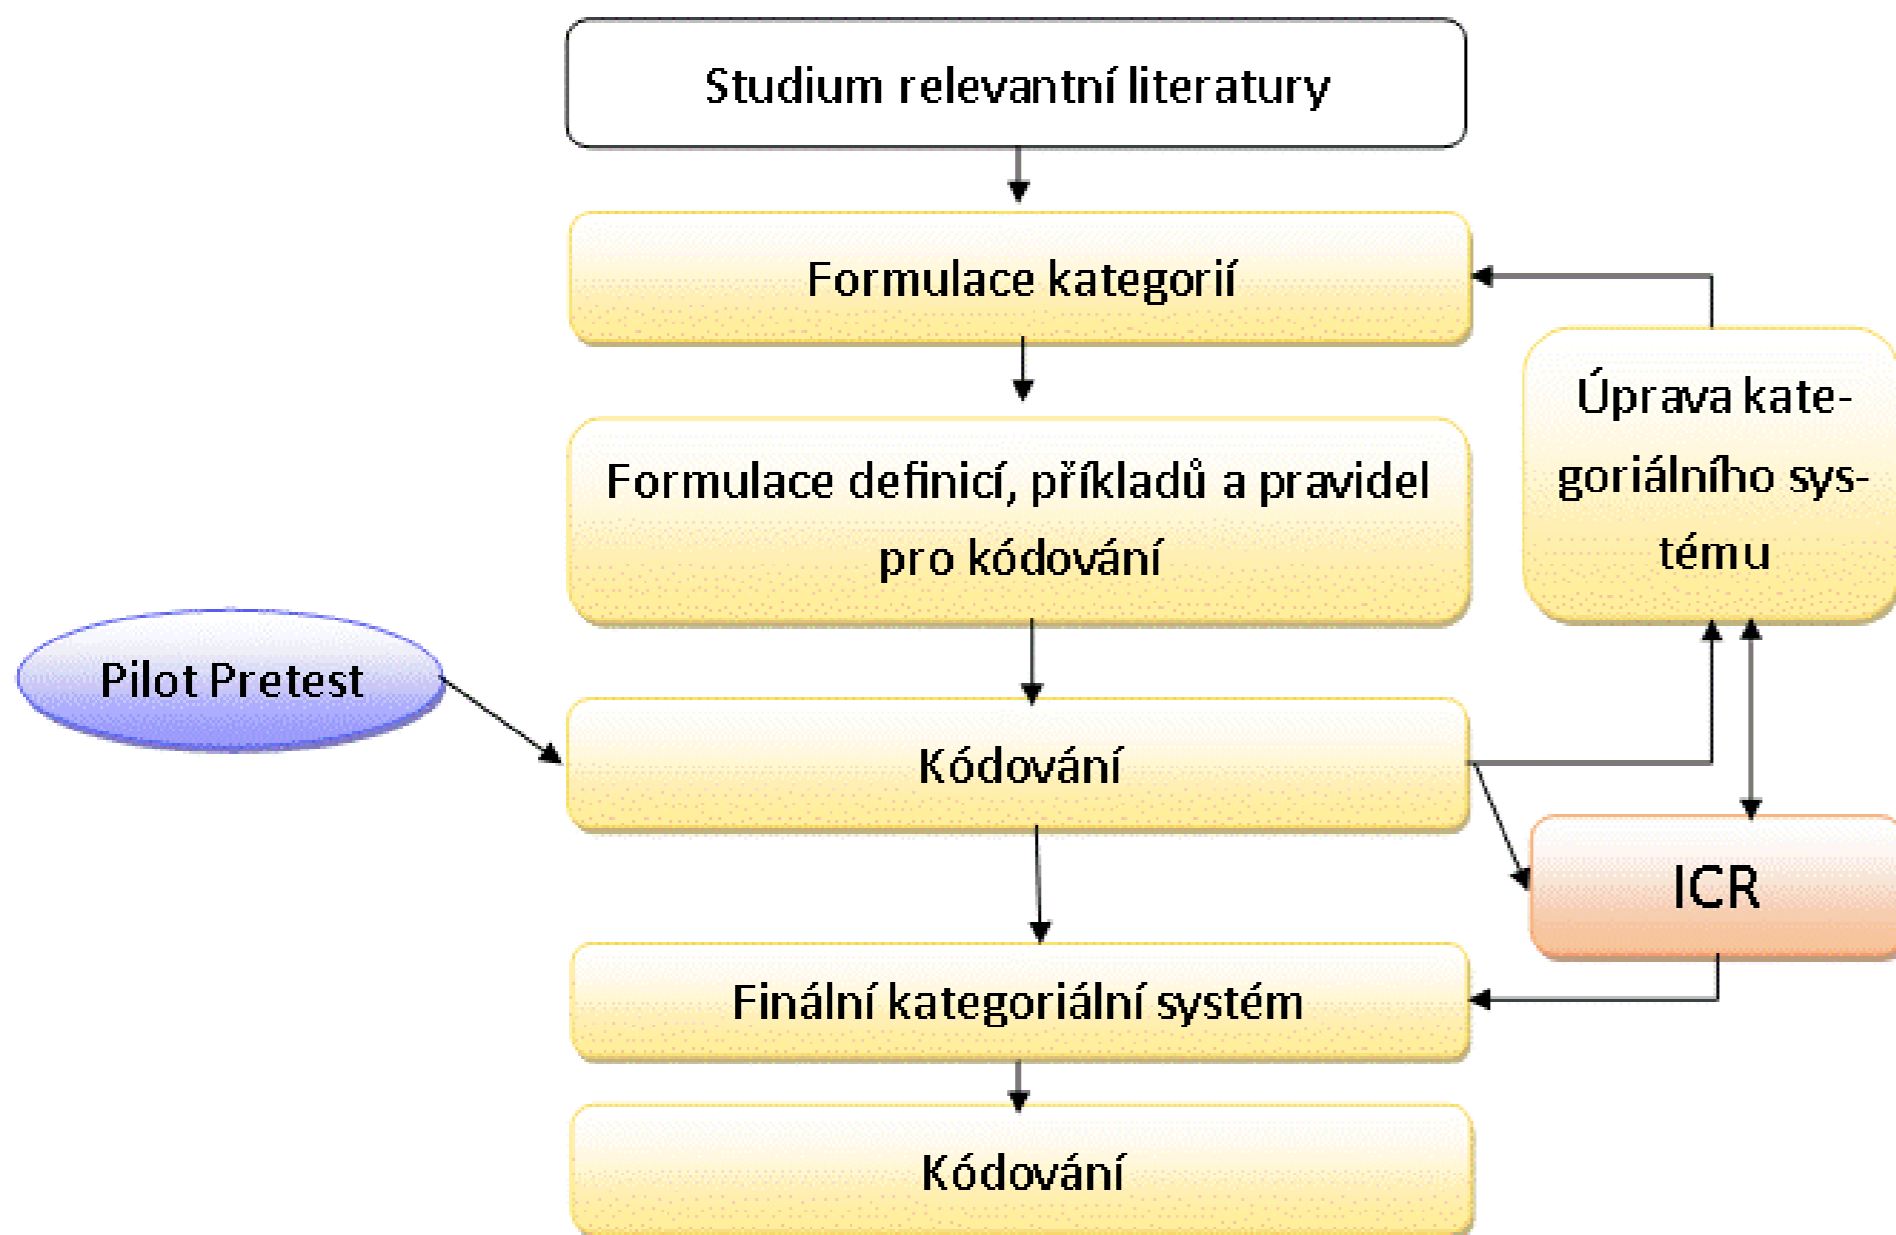 Studium relevantní literatury
Formulace kategorií
Úprava kate-
goriálního sys-
tému
Formulace definicí, příkladů a pravidel
pro kódování
Pilot Pretest
Kódování
ICR
Finální kategoriální systém
Kódování